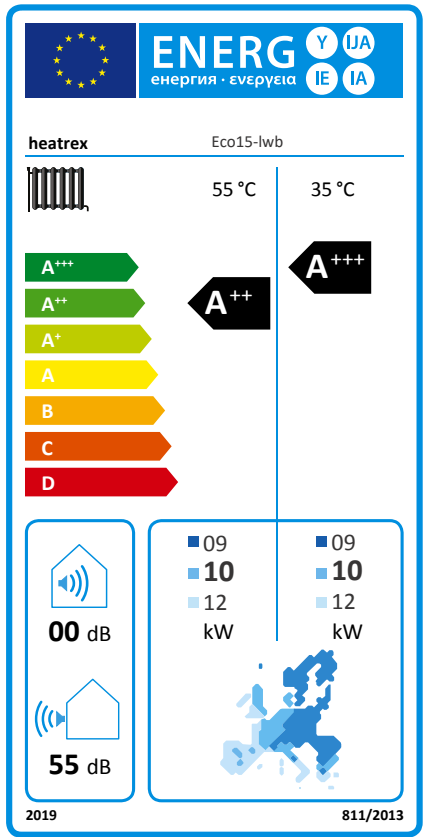 ENERG Y IJA
енергия · ενεργεια IE IA
heatrex Eco15-lwb
55 °C 35 °C
A+++
A+++
A++
A++
A+
A
B
C
D
09 09
10 10
12 12
kW kW
00 dB
55 dB
2019 811/2013